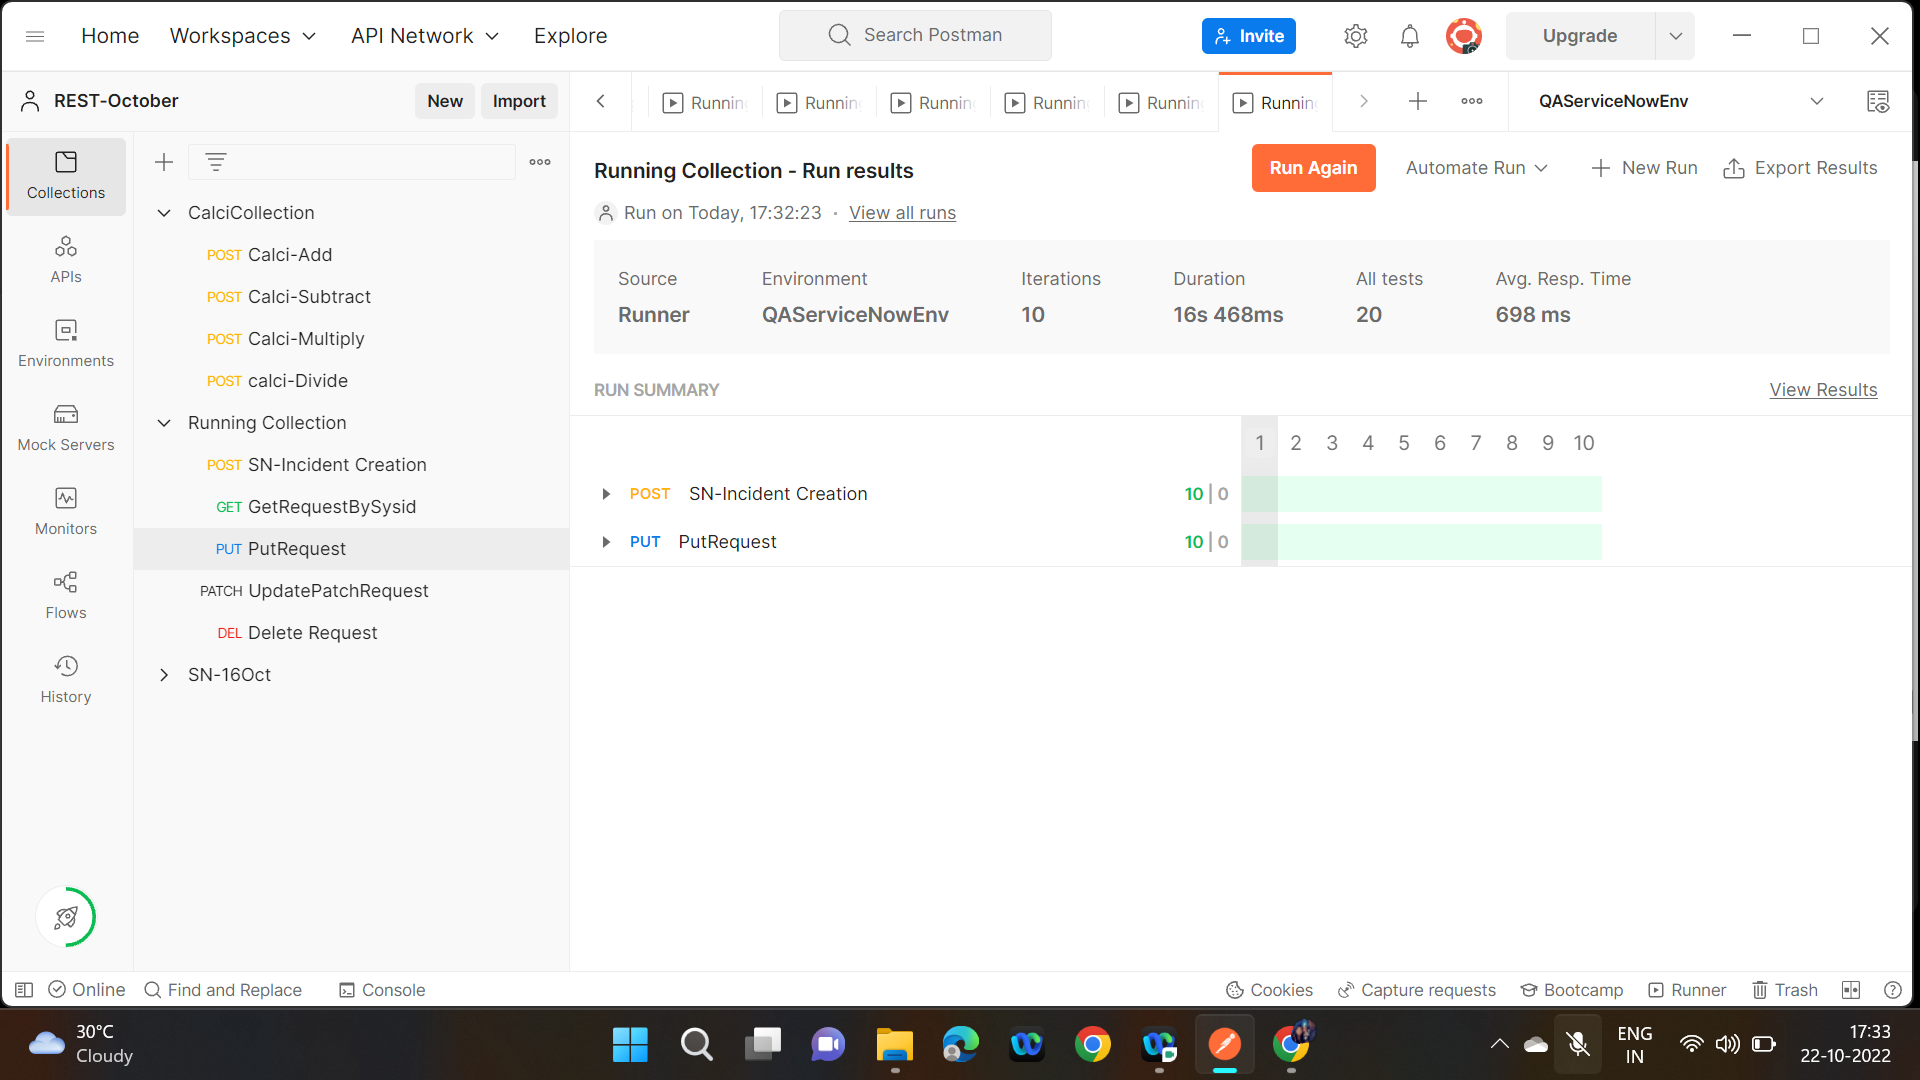 Home Workspaces API Network Explore Search Postman Invite Upgrade
REST-October New Import Running Running Running Running Running Running QAServiceNowEnv
Collections
APIs
Environments
Mock Servers
Monitors
Flows
History
CalciCollection
POST Calci-Add
POST Calci-Subtract
POST Calci-Multiply
POST calci-Divide
Running Collection
POST SN-Incident Creation
GET GetRequestBySysid
PUT PutRequest
PATCH UpdatePatchRequest
DEL Delete Request
SN-16Oct
Running Collection - Run results Run Again Automate Run New Run Export Results
Run on Today, 17:32:23 · View all runs
Source Environment Iterations Duration All tests Avg. Resp. Time
Runner QAServiceNowEnv 10 16s 468ms 20 698 ms
RUN SUMMARY View Results
1 2 3 4 5 6 7 8 9 10
POST SN-Incident Creation 10 | 0
PUT PutRequest 10 | 0
Online Find and Replace Console Cookies Capture requests Bootcamp Runner Trash
30°C
Cloudy
ENG
IN
17:33
22-10-2022